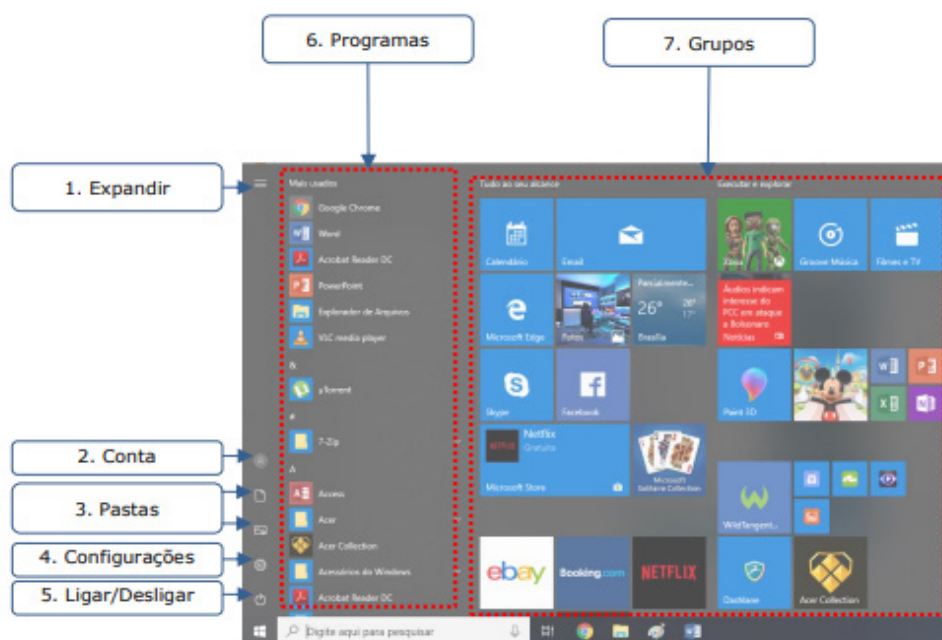 6. Programas
7. Grupos
1. Expandir
2. Conta
3. Pastas
4. Configurações
5. Ligar/Desligar
Mais usados
Google Chrome
Word
Acrobat Reader DC
PowerPoint
Explorador de Arquivos
VLC media player
&
µTorrent
#
7-Zip
A
Access
Acer
Acer Collection
Acessórios do Windows
Acrobat Reader DC
Tudo ao seu alcance
Calendário
Email
Microsoft Edge
Fotos
Parcialmente...
26°
26°
17°
Brasília
Skype
Facebook
NETFLIX
Netflix
Gratuito
Microsoft Store
Microsoft
Solitaire Collection
ebay
Booking.com
NETFLIX
Executar e explorar
Xbox
Groove Música
Filmes e TV
Áudios indicam
interesse do
PCC em ataque
a Bolsonaro
Notícias
Paint 3D
WildTangent...
Dashlane
Acer Collection
Digite aqui para pesquisar